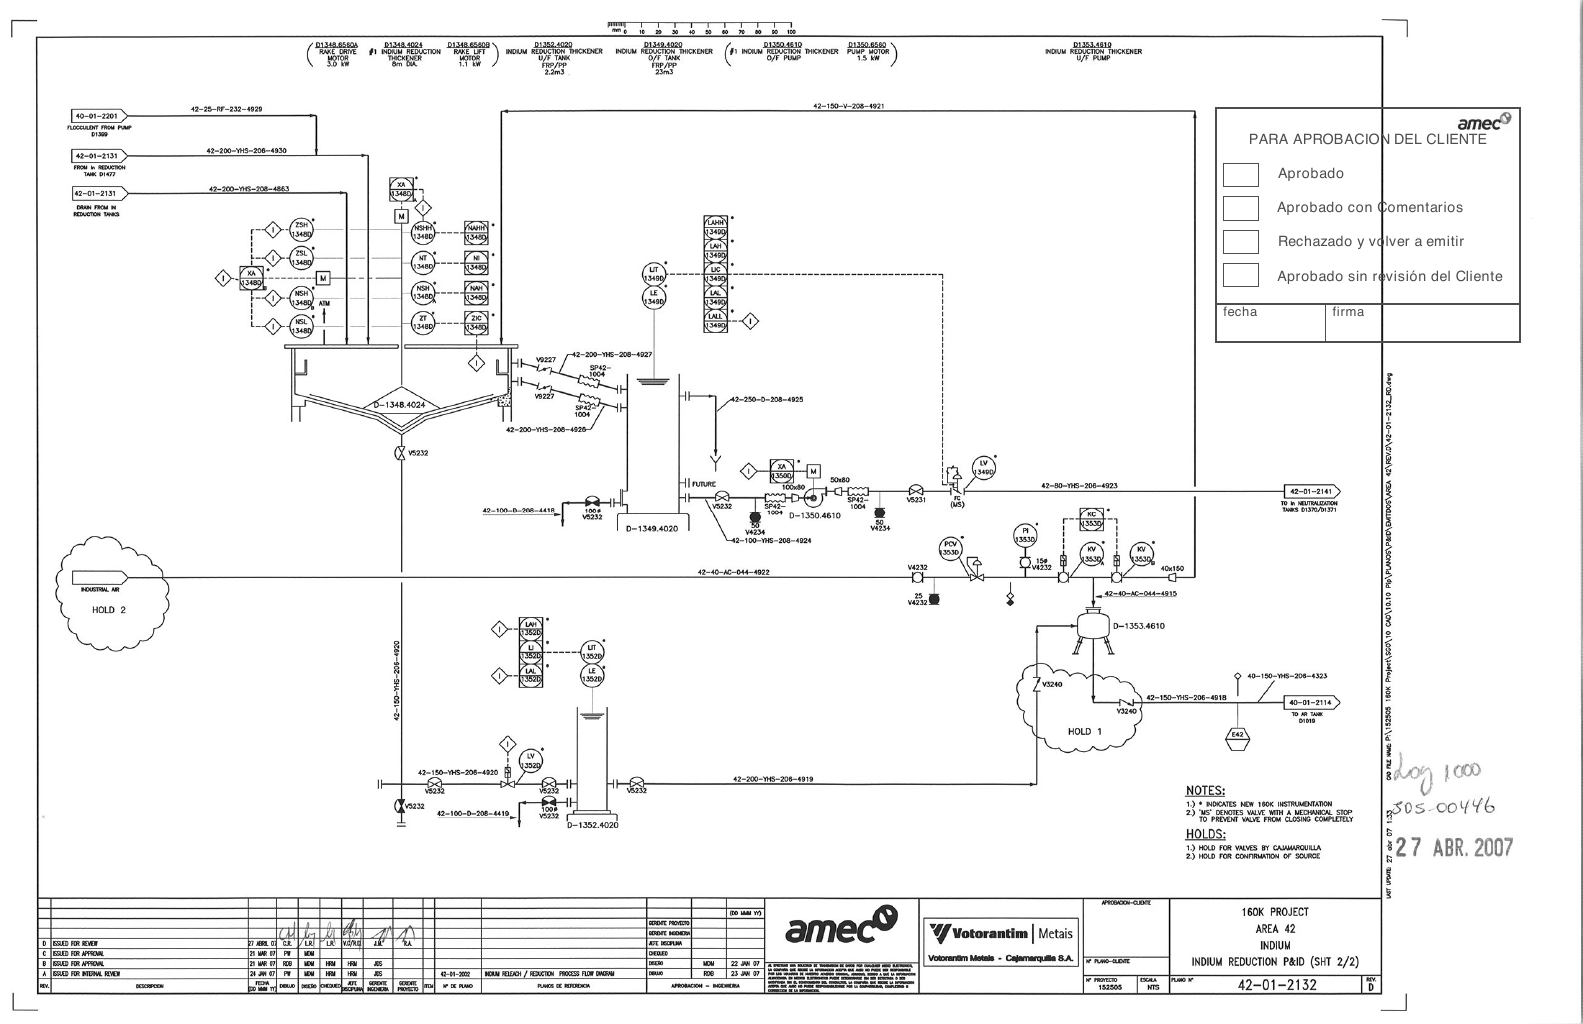 mm 0 10 20 30 40 50 60 70 80 90 100
D1348.6560A
RAKE DRIVE
MOTOR
3.0 kW
D1348.4024
#1 INDIUM REDUCTION
THICKENER
8m DIA.
D1348.6560B
RAKE LIFT
MOTOR
1.1 kW
D1352.4020
INDIUM REDUCTION THICKENER
U/F TANK
FRP/PP
2.2m3
D1349.4020
INDIUM REDUCTION THICKENER
O/F TANK
FRP/PP
23m3
D1350.4610
#1 INDIUM REDUCTION THICKENER
O/F PUMP
D1350.6560
PUMP MOTOR
1.5 kW
D1353.4610
INDIUM REDUCTION THICKENER
U/F PUMP
42-25-RF-232-4929
42-150-V-208-4921
40-01-2201
FLOCCULENT FROM PUMP
D1399
42-200-YHS-206-4930
42-01-2131
FROM In REDUCTION
TANK D1477
42-200-YHS-208-4863
42-01-2131
DRAIN FROM IN
REDUCTION TANKS
amec
PARA APROBACION DEL CLIENTE
Aprobado
Aprobado con Comentarios
Rechazado y volver a emitir
Aprobado sin revisión del Cliente
fecha
firma
XA
1348D
A
I
M
ZSH
1348D
NSHH
1348D
NAHH
1348D
ZSL
1348D
NT
1348D
NI
1348D
I
XA
1348D
B
M
NSH
1348D
B
NSH
1348D
A
NAH
1348D
ATM
NSL
1348D
ZT
1348D
ZIC
1348D
I
LAHH
1349D
LAH
1349D
LIC
1349D
LAL
1349D
LALL
1349D
I
LIT
1349D
LE
1349D
V9227
42-200-YHS-208-4927
SP42-
1004
V9227
SP42-
1004
42-200-YHS-208-4926
D-1348.4024
V5232
42-250-D-208-4925
FUTURE
XA
1350D
I
M
100x80
50x80
SP42-
1004
V5232
50
V4234
D-1350.4610
SP42-
1004
50
V4234
V5231
FC
(MS)
LV
1349D
42-80-YHS-206-4923
42-01-2141
TO In NEUTRALIZATION
TANKS D1370/D1371
42-100-D-208-4418
100#
V5232
D-1349.4020
42-100-YHS-208-4924
INDUSTRIAL AIR
HOLD 2
42-40-AC-044-4922
V4232
25
V4232
PCV
1353D
PI
1353D
15#
V4232
KC
1353D
KV
1353D
A
KV
1353D
B
40x150
42-40-AC-044-4915
D-1353.4610
42-150-YHS-206-4920
LAH
1352D
LI
1352D
LAL
1352D
I
I
LIT
1352D
LE
1352D
V3240
42-150-YHS-206-4918
V3240
HOLD 1
40-150-YHS-206-4323
40-01-2114
TO AR TANK
D1019
E42
I
LV
1352D
42-150-YHS-206-4920
V5232
V5232
V5232
42-200-YHS-206-4919
V5232
42-100-D-208-4419
100#
V5232
D-1352.4020
NOTES:
1.) * INDICATES NEW 160K INSTRUMENTATION
2.) 'MS' DENOTES VALVE WITH A MECHANICAL STOP
TO PREVENT VALVE FROM CLOSING COMPLETELY
HOLDS:
1.) HOLD FOR VALVES BY CAJAMARQUILLA
2.) HOLD FOR CONFIRMATION OF SOURCE
Log 1000
SOS-00446
27 ABR. 2007
D ISSUED FOR REVIEW 27 ABRIL 07 C.R. L.R. L.R. V.O/R.O J.M. R.A.
C ISSUED FOR APPROVAL 21 MAR 07 PW MDM
B ISSUED FOR APPROVAL 21 MAR 07 RDB MDM HRM HRM JDS
A ISSUED FOR INTERNAL REVIEW 24 JAN 07 PW MDM HRM HRM JDS
REV. DESCRIPCION FECHA (DD MMM YY) DIBUJO DISEÑO CHEQUEO JEFE DISCIPLINA GERENTE INGENIERIA GERENTE PROYECTO
42-01-2002 INDIUM RELEACH / REDUCTION PROCESS FLOW DIAGRAM
ITEM Nº DE PLANO PLANOS DE REFERENCIA
(DD MMM YY)
GERENTE PROYECTO
GERENTE INGENIERIA
JEFE DISCIPLINA
CHEQUEO
DISEÑO MDM 22 JAN 07
DIBUJO RDB 23 JAN 07
APROBACION - INGENIERIA
amec
Votorantim | Metais
Votorantim Metais - Cajamarquilla S.A.
APROBACION-CLIENTE
Nº PLANO-CLIENTE
Nº PROYECTO
152505
ESCALA
NTS
160K PROJECT
AREA 42
INDIUM
INDIUM REDUCTION P&ID (SHT 2/2)
PLANO Nº
42-01-2132
REV.
D